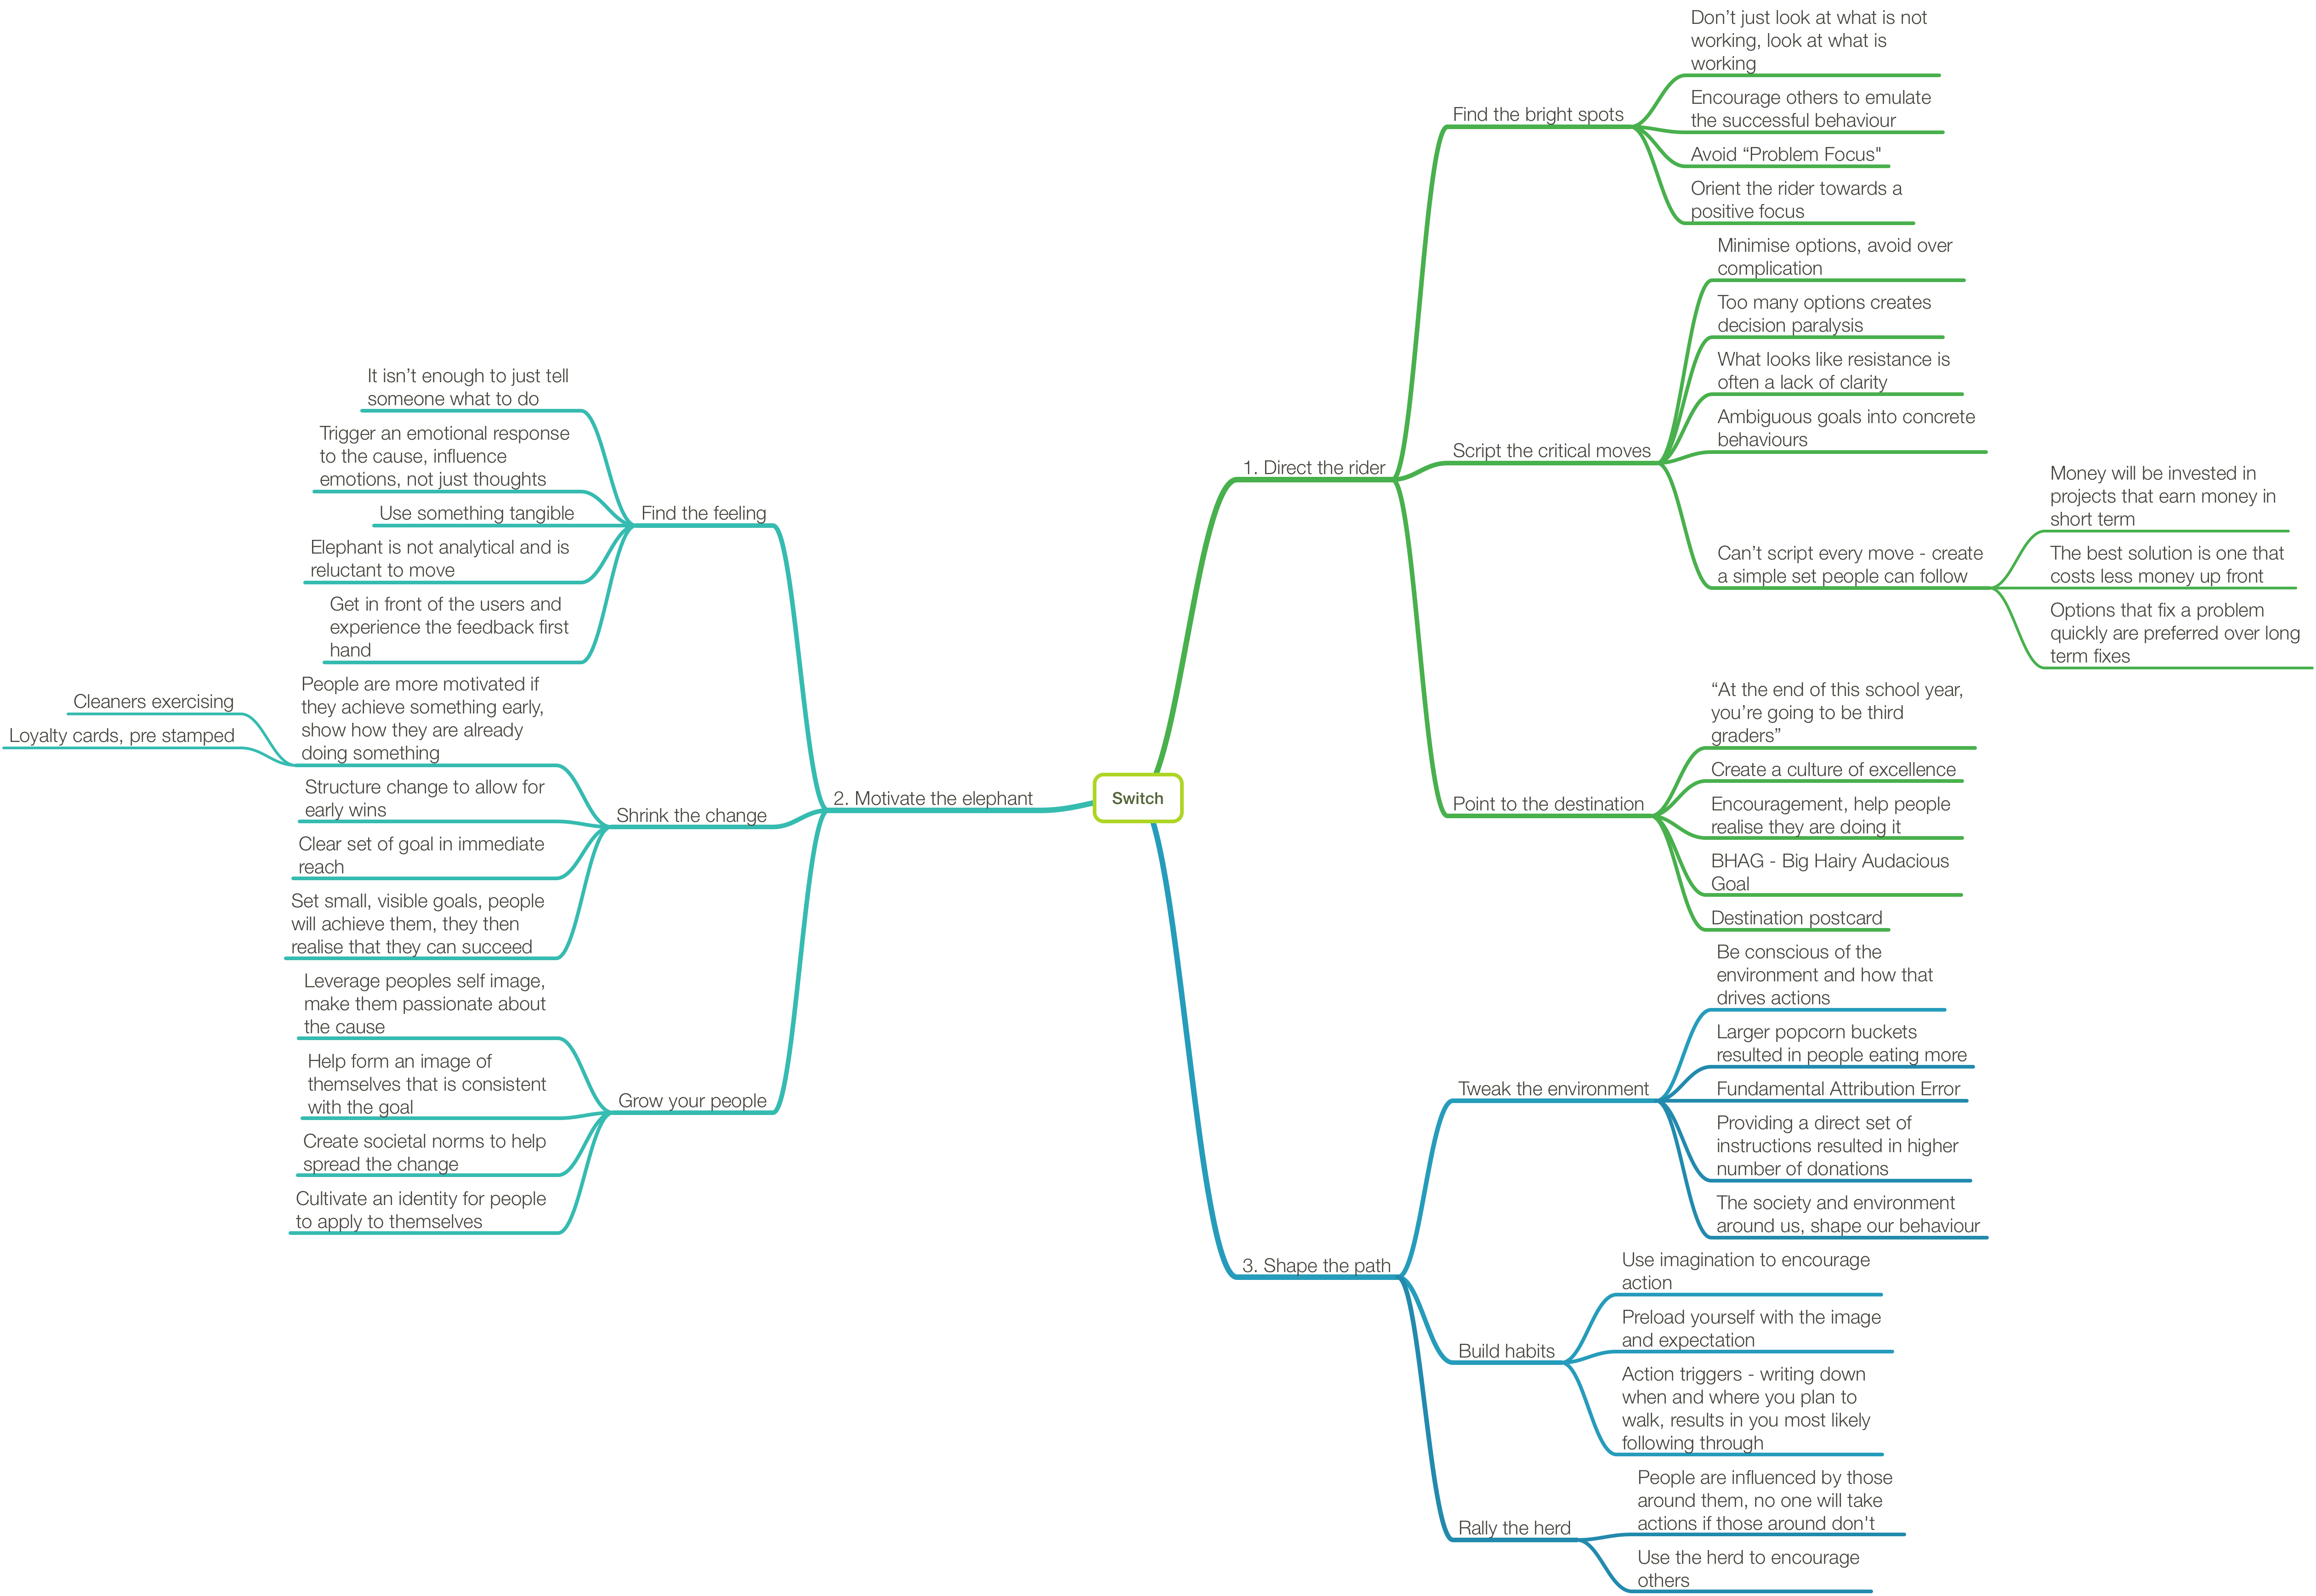 Switch
1. Direct the rider
Find the bright spots
Don’t just look at what is not
working, look at what is
working
Encourage others to emulate
the successful behaviour
Avoid “Problem Focus"
Orient the rider towards a
positive focus
Script the critical moves
Minimise options, avoid over
complication
Too many options creates
decision paralysis
What looks like resistance is
often a lack of clarity
Ambiguous goals into concrete
behaviours
Can’t script every move - create
a simple set people can follow
Money will be invested in
projects that earn money in
short term
The best solution is one that
costs less money up front
Options that fix a problem
quickly are preferred over long
term fixes
Point to the destination
“At the end of this school year,
you’re going to be third
graders”
Create a culture of excellence
Encouragement, help people
realise they are doing it
BHAG - Big Hairy Audacious
Goal
Destination postcard
2. Motivate the elephant
Find the feeling
It isn’t enough to just tell
someone what to do
Trigger an emotional response
to the cause, influence
emotions, not just thoughts
Use something tangible
Elephant is not analytical and is
reluctant to move
Get in front of the users and
experience the feedback first
hand
Shrink the change
People are more motivated if
they achieve something early,
show how they are already
doing something
Cleaners exercising
Loyalty cards, pre stamped
Structure change to allow for
early wins
Clear set of goal in immediate
reach
Set small, visible goals, people
will achieve them, they then
realise that they can succeed
Grow your people
Leverage peoples self image,
make them passionate about
the cause
Help form an image of
themselves that is consistent
with the goal
Create societal norms to help
spread the change
Cultivate an identity for people
to apply to themselves
3. Shape the path
Tweak the environment
Be conscious of the
environment and how that
drives actions
Larger popcorn buckets
resulted in people eating more
Fundamental Attribution Error
Providing a direct set of
instructions resulted in higher
number of donations
The society and environment
around us, shape our behaviour
Build habits
Use imagination to encourage
action
Preload yourself with the image
and expectation
Action triggers - writing down
when and where you plan to
walk, results in you most likely
following through
Rally the herd
People are influenced by those
around them, no one will take
actions if those around don't
Use the herd to encourage
others